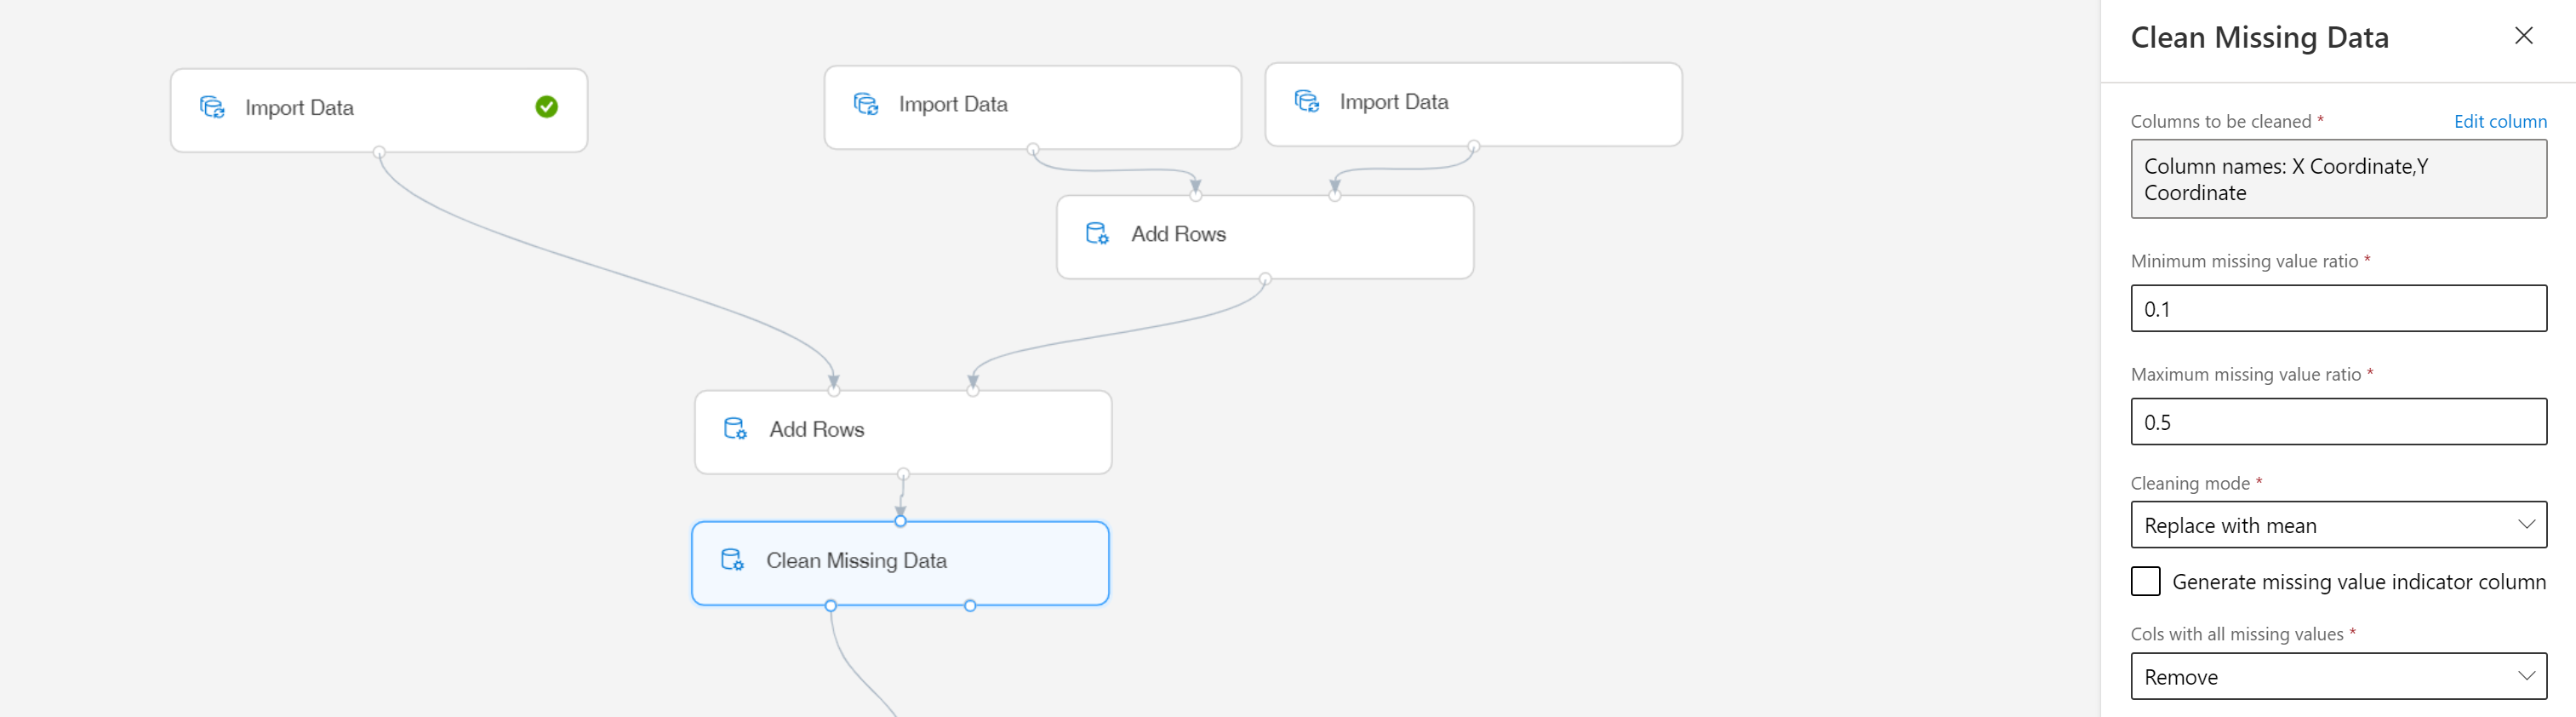 Import Data
Import Data
Import Data
Add Rows
Add Rows
Clean Missing Data
Clean Missing Data
Columns to be cleaned *
Edit column
Column names: X Coordinate,Y
Coordinate
Minimum missing value ratio *
0.1
Maximum missing value ratio *
0.5
Cleaning mode *
Replace with mean
Generate missing value indicator column
Cols with all missing values *
Remove